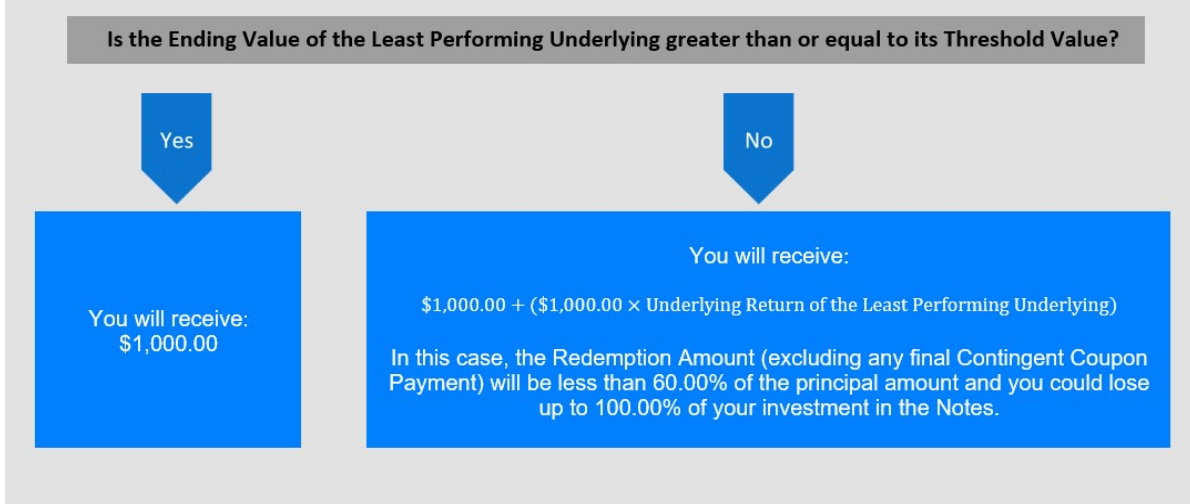 Is the Ending Value of the Least Performing Underlying greater than or equal to its Threshold Value?
Yes
No
You will receive:
$1,000.00
You will receive:
$1,000.00 + ($1,000.00 × Underlying Return of the Least Performing Underlying)
In this case, the Redemption Amount (excluding any final Contingent Coupon
Payment) will be less than 60.00% of the principal amount and you could lose
up to 100.00% of your investment in the Notes.